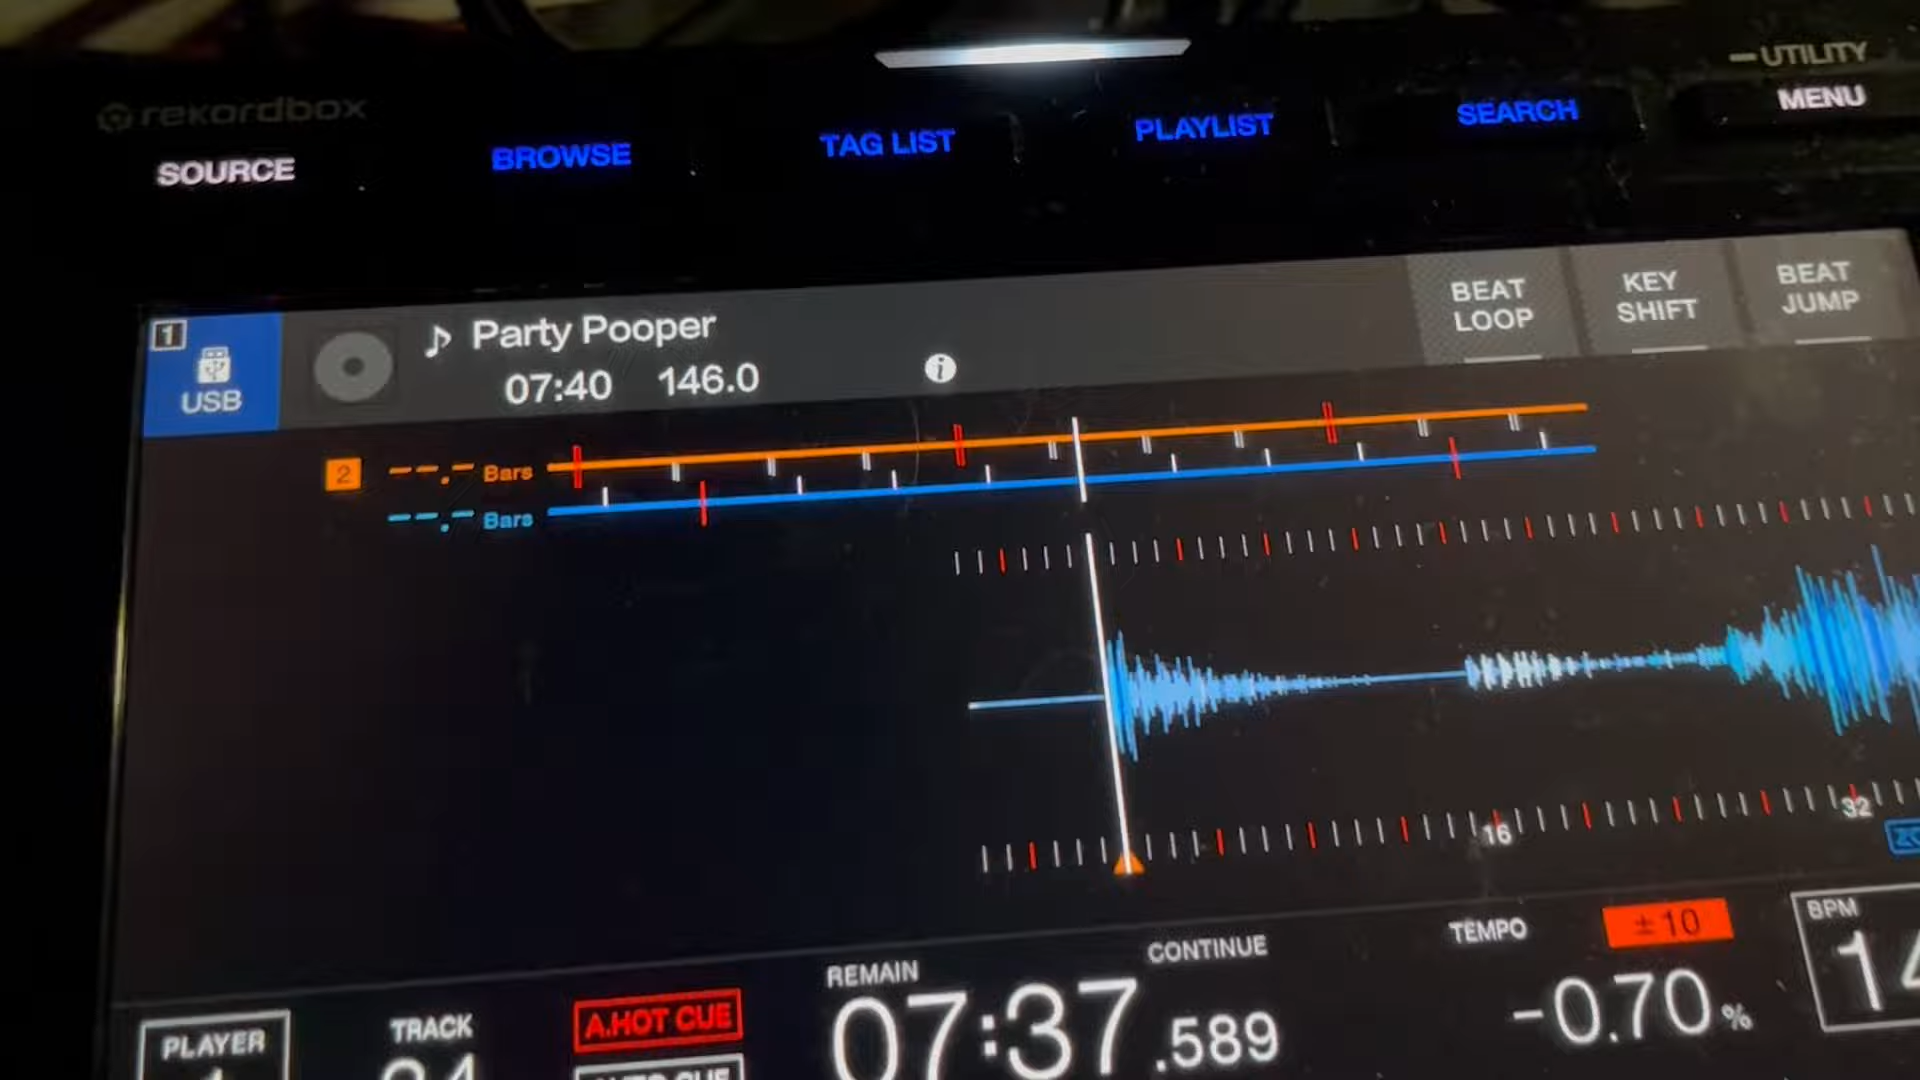 rekordbox
UTILITY
SOURCE
BROWSE
TAG LIST
PLAYLIST
SEARCH
MENU
1
USB
Party Pooper
07:40 146.0
BEAT LOOP
KEY SHIFT
BEAT JUMP
2 --.- Bars
--.- Bars
16
32
PLAYER
TRACK
A.HOT CUE
REMAIN
07:37.589
CONTINUE
TEMPO
±10
-0.70%
BPM